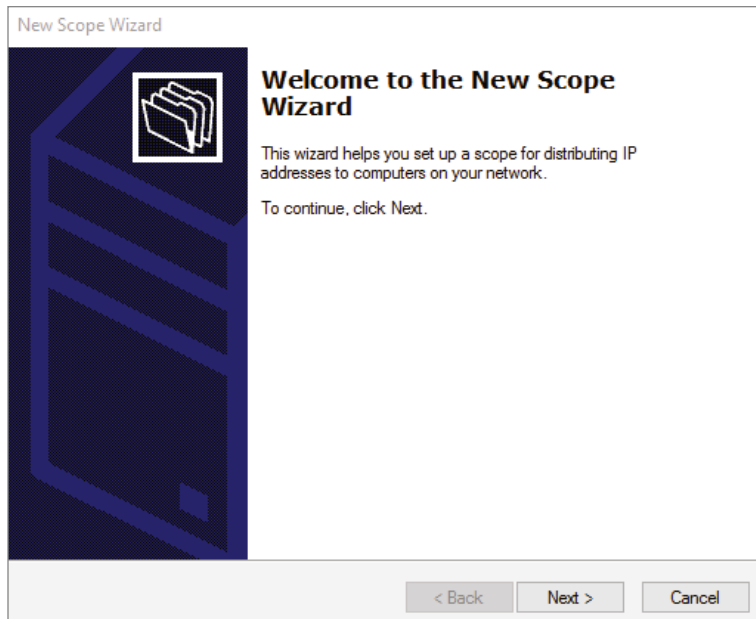 New Scope Wizard
Welcome to the New Scope
Wizard
This wizard helps you set up a scope for distributing IP
addresses to computers on your network.
To continue, click Next.
< Back
Next >
Cancel